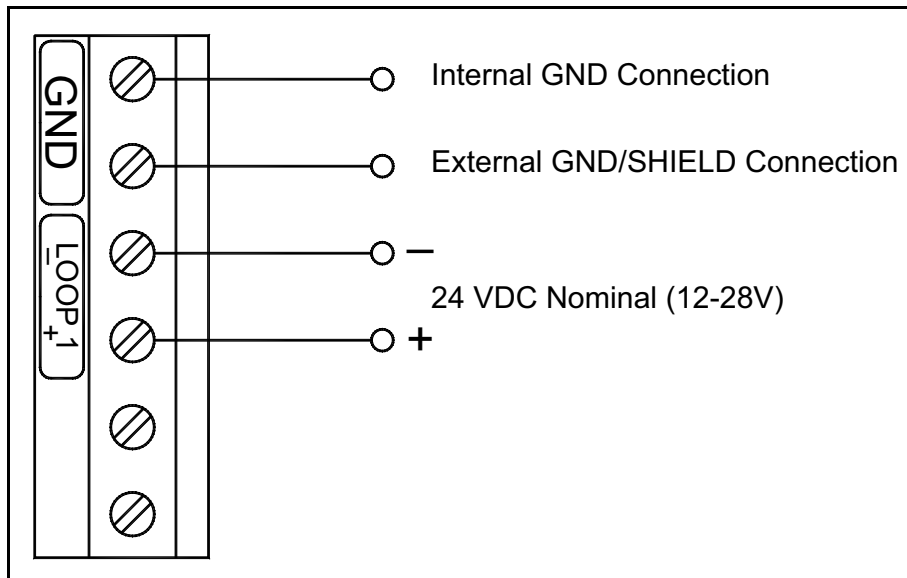 GND
LOOP 1
− +
Internal GND Connection
External GND/SHIELD Connection
−
24 VDC Nominal (12-28V)
+